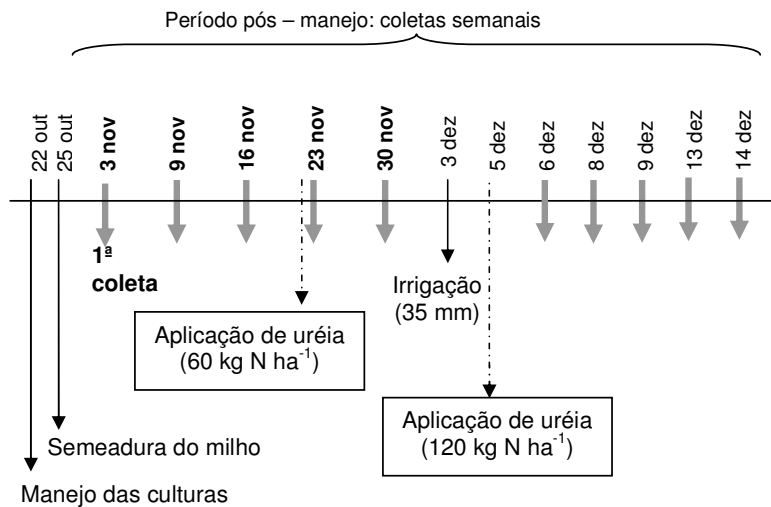 Período pós – manejo: coletas semanais
22 out
25 out
3 nov
9 nov
16 nov
23 nov
30 nov
3 dez
5 dez
6 dez
8 dez
9 dez
13 dez
14 dez
1ª
coleta
Irrigação
(35 mm)
Aplicação de uréia
(60 kg N ha⁻¹)
Aplicação de uréia
(120 kg N ha⁻¹)
Semeadura do milho
Manejo das culturas